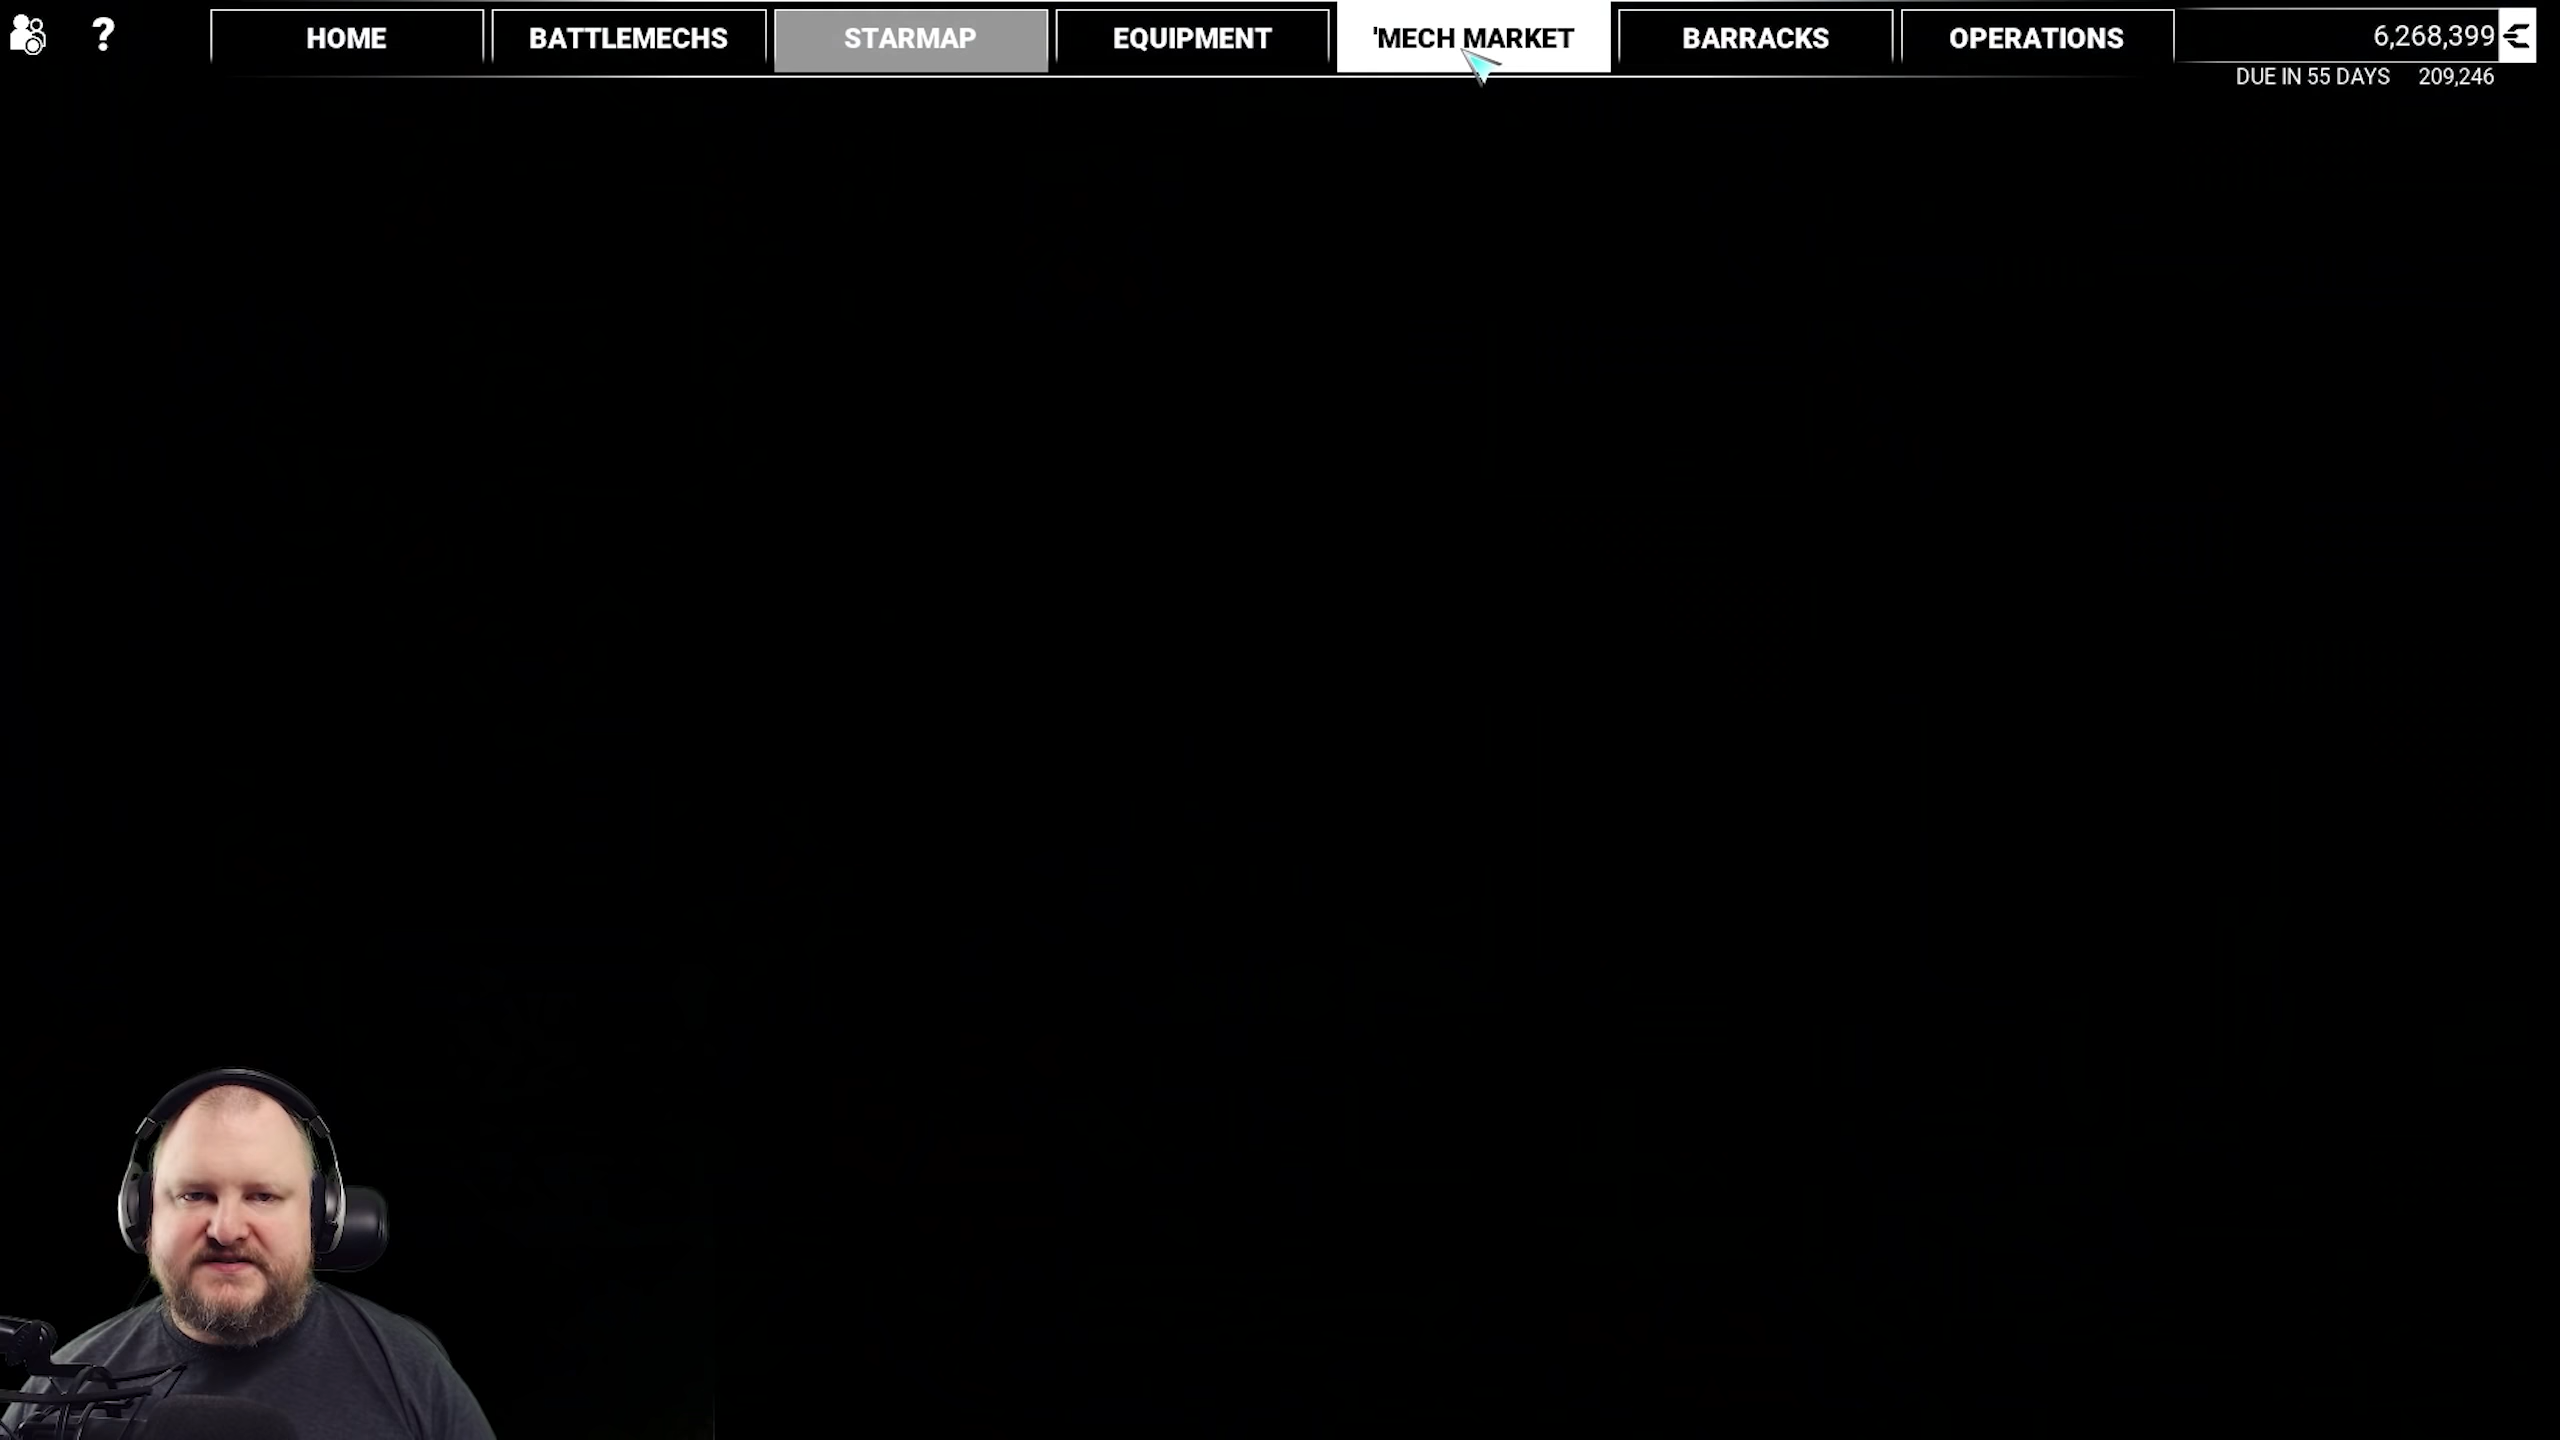 ? HOME BATTLEMECHS STARMAP EQUIPMENT 'MECH MARKET BARRACKS OPERATIONS 6,268,399
DUE IN 55 DAYS 209,246